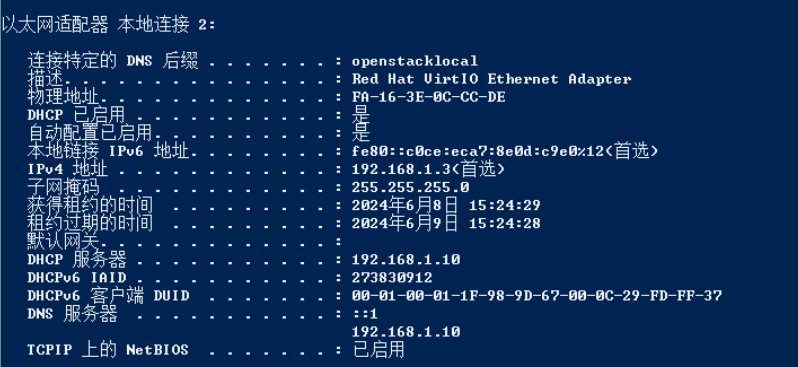 以太网适配器 本地连接 2:
连接特定的 DNS 后缀 . . . . . . . : openstacklocal
描述. . . . . . . . . . . . . . . : Red Hat VirtIO Ethernet Adapter
物理地址. . . . . . . . . . . . . : FA-16-3E-0C-CC-DE
DHCP 已启用 . . . . . . . . . . . : 是
自动配置已启用. . . . . . . . . . : 是
本地链接 IPv6 地址. . . . . . . . : fe80::c0ce:eca7:8e0d:c9e0%12(首选)
IPv4 地址 . . . . . . . . . . . . : 192.168.1.3(首选)
子网掩码 . . . . . . . . . . . . : 255.255.255.0
获得租约的时间 . . . . . . . . . : 2024年6月8日 15:24:29
租约过期的时间 . . . . . . . . . : 2024年6月9日 15:24:28
默认网关. . . . . . . . . . . . . :
DHCP 服务器 . . . . . . . . . . . : 192.168.1.10
DHCPv6 IAID . . . . . . . . . . . : 273830912
DHCPv6 客户端 DUID . . . . . . . : 00-01-00-01-1F-98-9D-67-00-0C-29-FD-FF-37
DNS 服务器 . . . . . . . . . . . : ::1
192.168.1.10
TCPIP 上的 NetBIOS . . . . . . . : 已启用